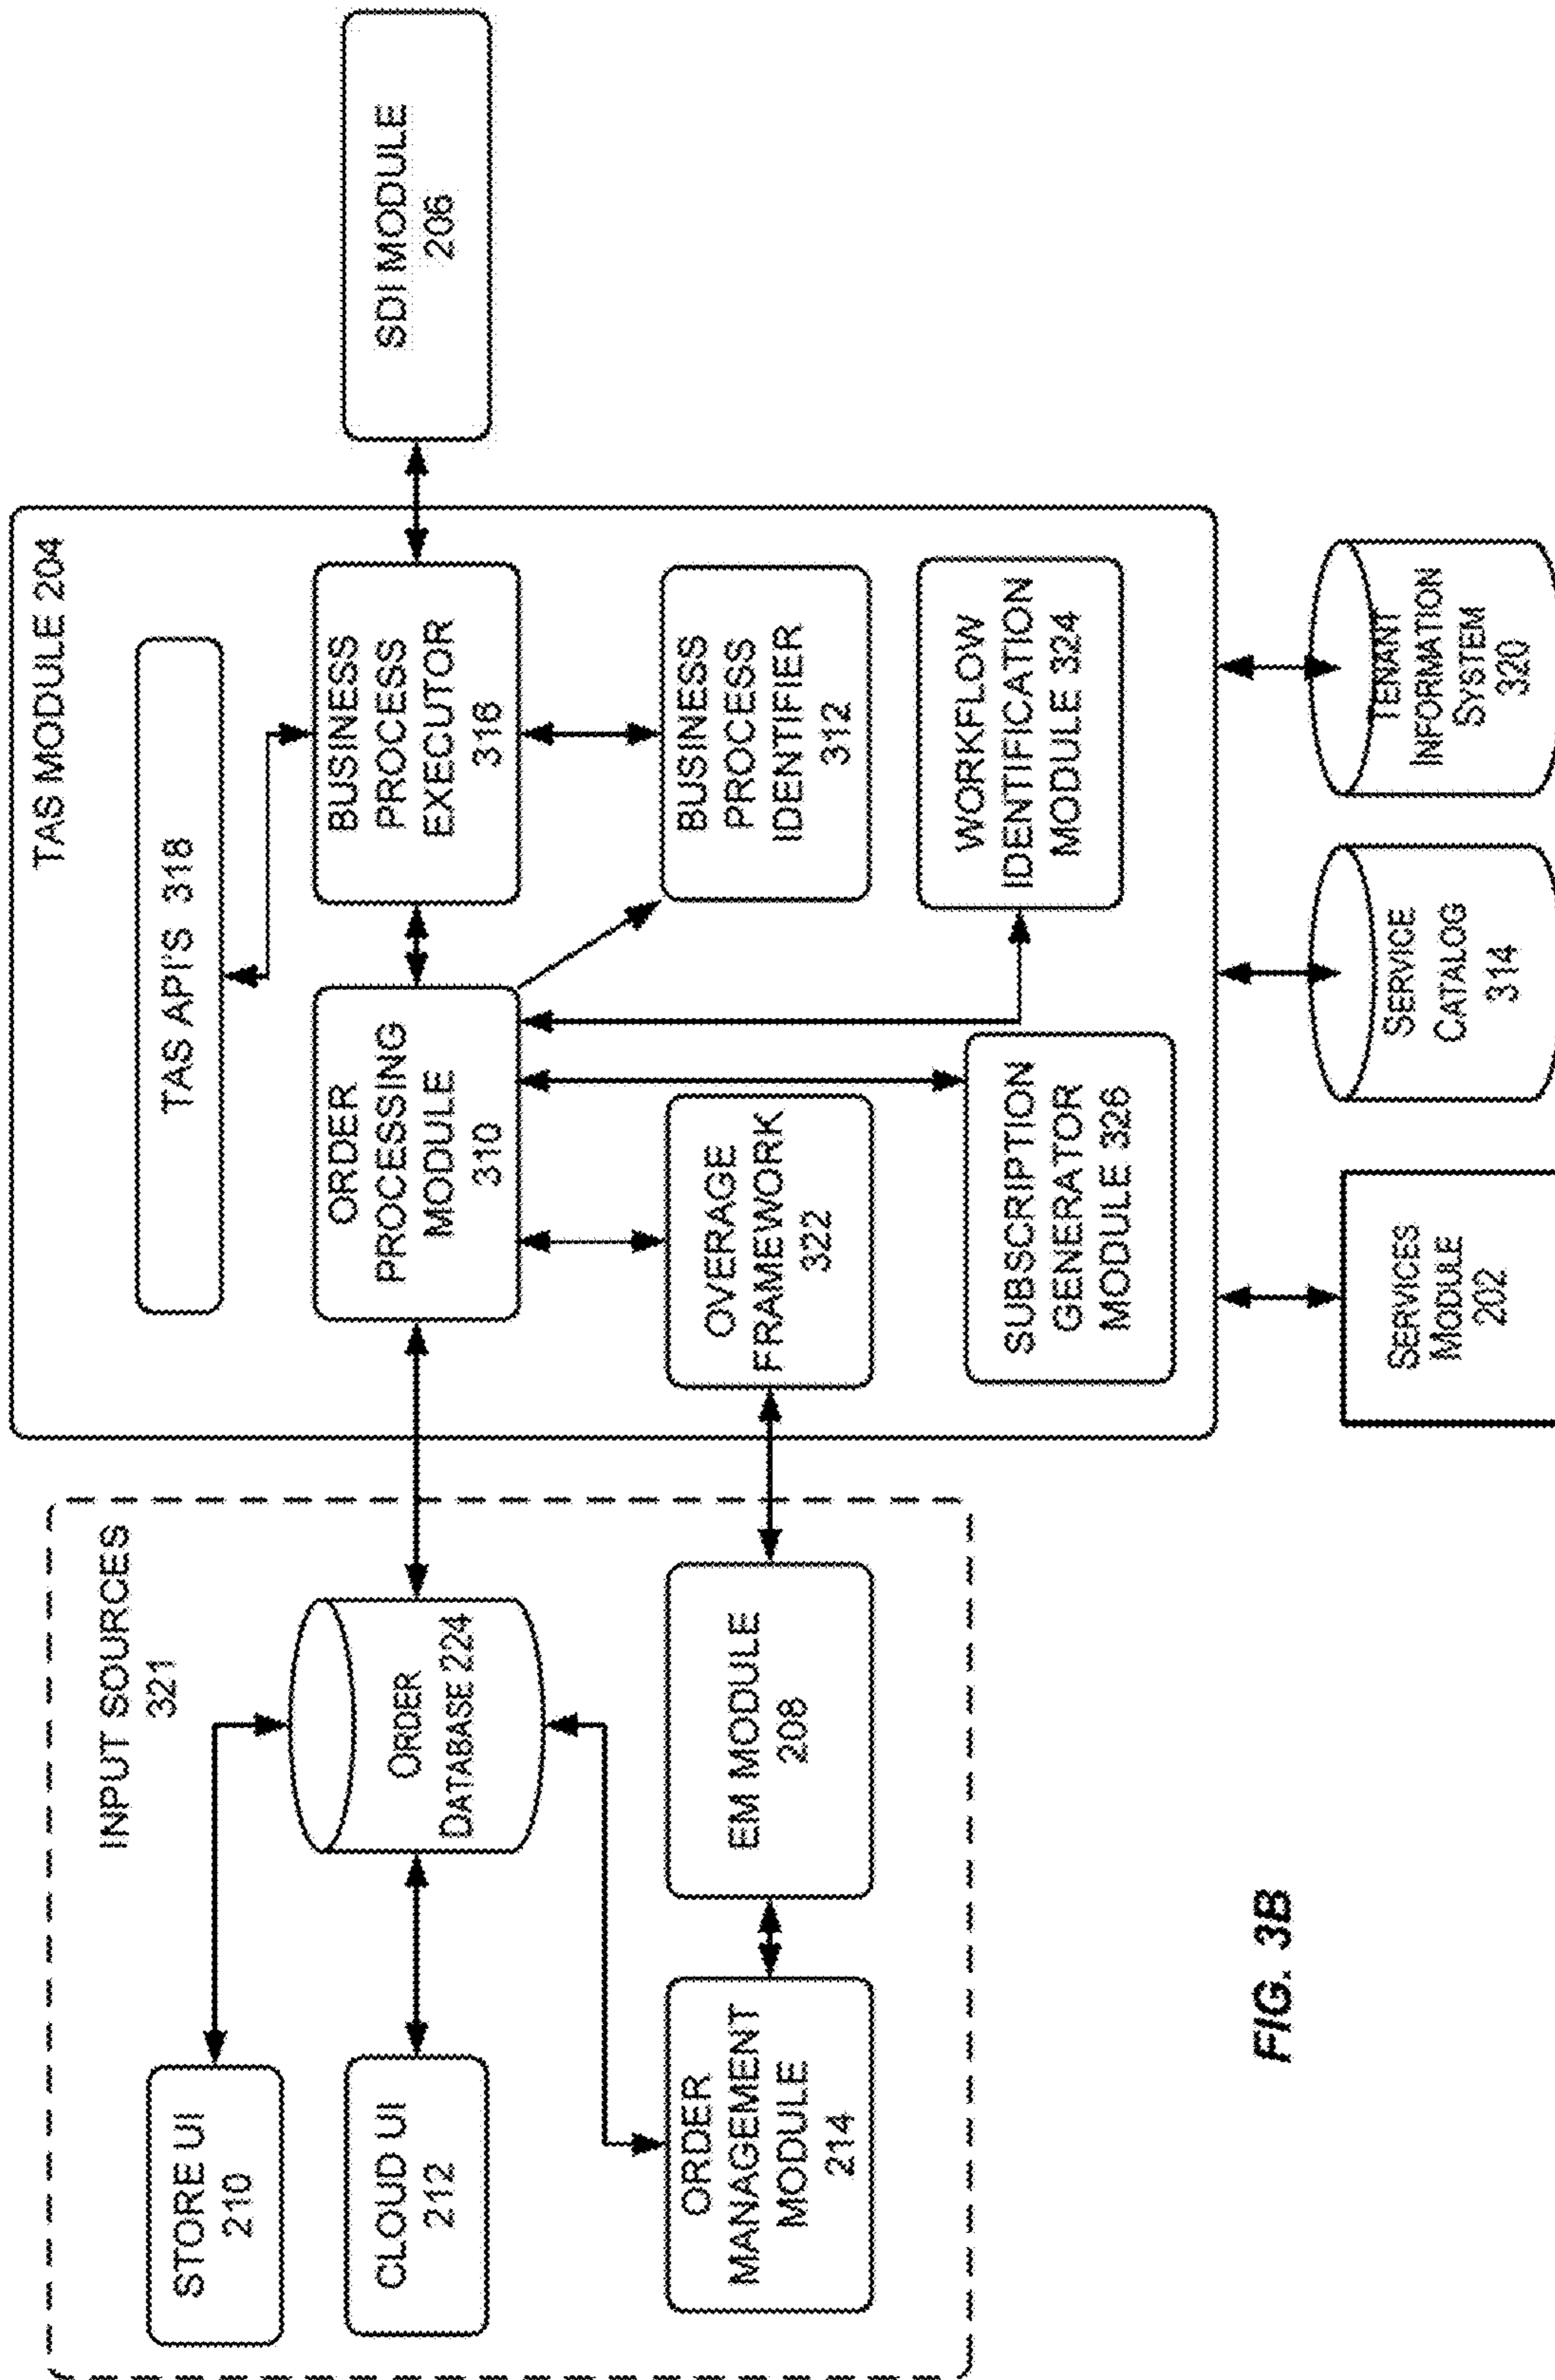 INPUT SOURCES
321
STORE UI
210
CLOUD UI
212
ORDER
DATABASE 224
ORDER
MANAGEMENT
MODULE
214
EM MODULE
208
TAS MODULE 204
TAS API'S 318
ORDER
PROCESSING
MODULE
310
BUSINESS
PROCESS
EXECUTOR
316
OVERAGE
FRAMEWORK
322
BUSINESS
PROCESS
IDENTIFIER
312
SUBSCRIPTION
GENERATOR
MODULE 326
WORKFLOW
IDENTIFICATION
MODULE 324
SDI MODULE
206
SERVICES
MODULE
202
SERVICE
CATALOG
314
TENANT
INFORMATION
SYSTEM
320
FIG. 3B